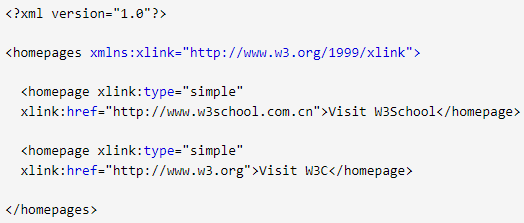 <?xml version="1.0"?>
<homepages xmlns:xlink="http://www.w3.org/1999/xlink">
<homepage xlink:type="simple"
xlink:href="http://www.w3school.com.cn">Visit W3School</homepage>
<homepage xlink:type="simple"
xlink:href="http://www.w3.org">Visit W3C</homepage>
</homepages>